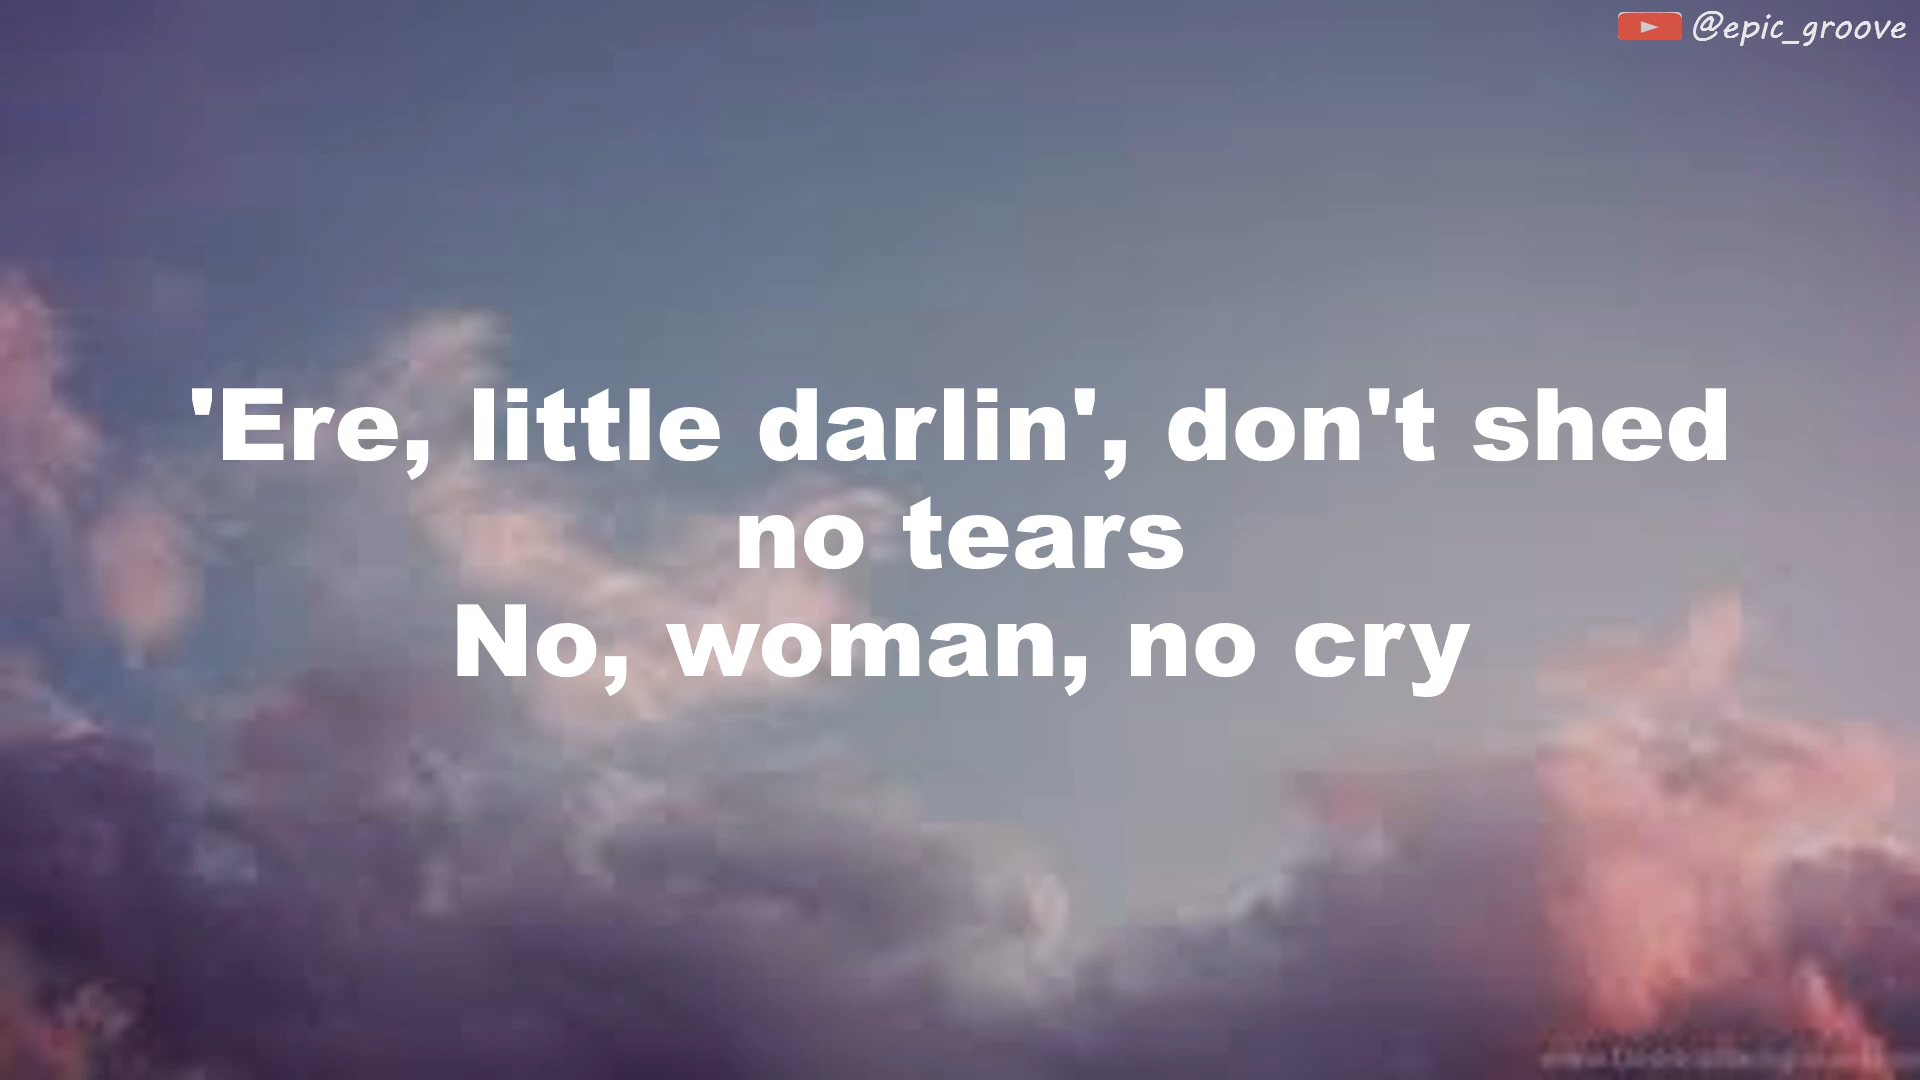 @epic_groove
'Ere, little darlin', don't shed
no tears
No, woman, no cry